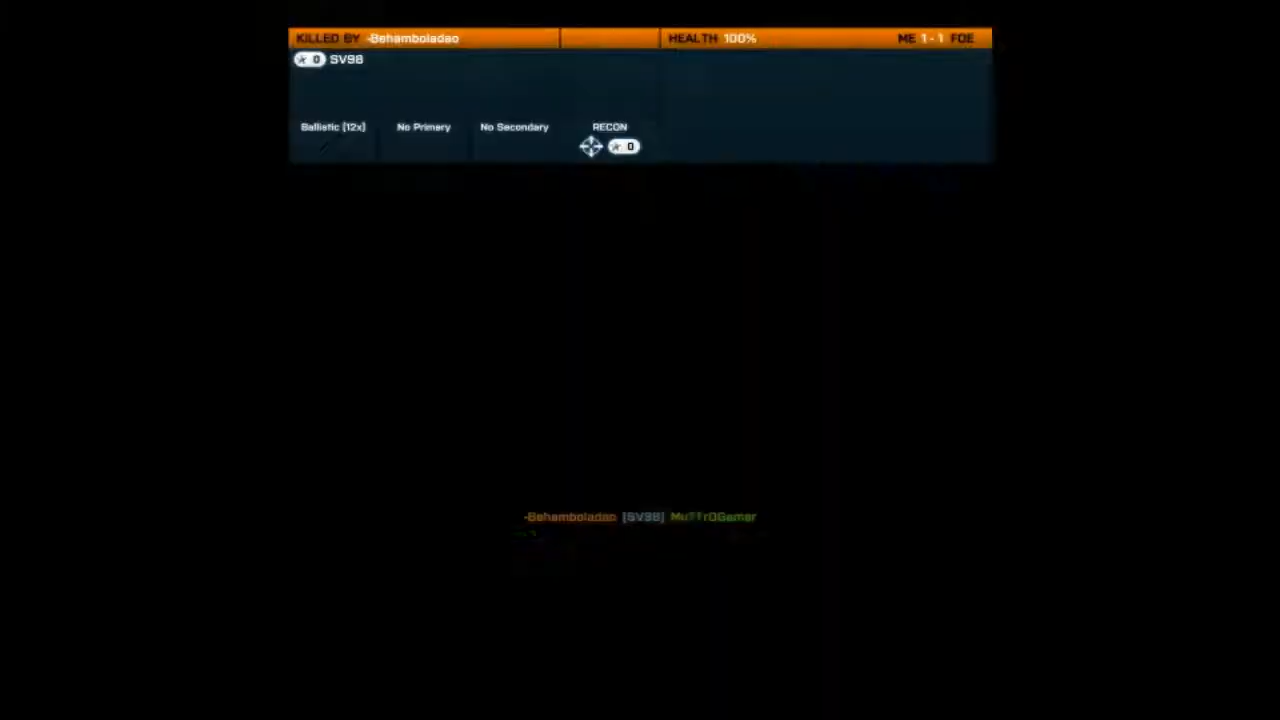 KILLED BY -Behamboladao HEALTH 100% ME 1 - 1 FOE
0 SV98
Ballistic [12x] No Primary No Secondary RECON
0
-Behamboladao [SV98]